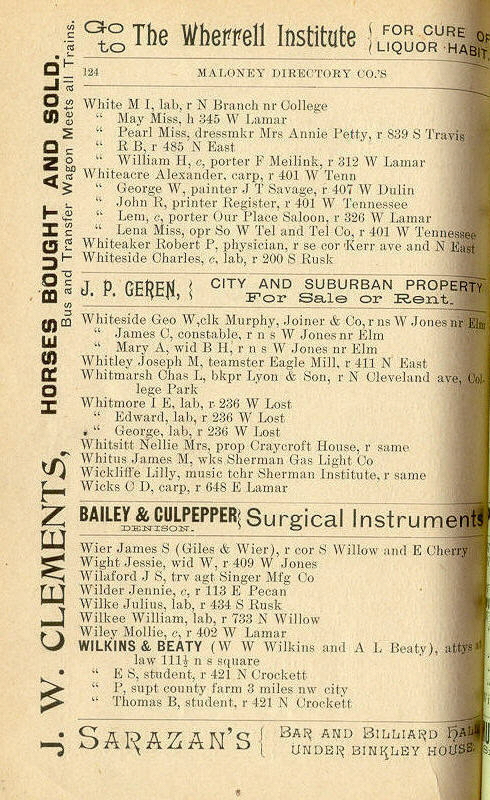 Go to The Wherrell Institute { FOR CURE OF
LIQUOR HABIT.
124 MALONEY DIRECTORY CO.'S
White M I, lab, r N Branch nr College
" May Miss, h 345 W Lamar
" Pearl Miss, dressmkr Mrs Annie Petty, r 839 S Travis
" R B, r 485 N East
" William H, c, porter F Meilink, r 312 W Lamar
Whiteacre Alexander, carp, r 401 W Tenn
" George W, painter J T Savage, r 407 W Dulin
" John R, printer Register, r 401 W Tennessee
" Lem, c, porter Our Place Saloon, r 326 W Lamar
" Lena Miss, opr So W Tel and Tel Co, r 401 W Tennessee
Whiteaker Robert P, physician, r se cor Kerr ave and N East
Whiteside Charles, c, lab, r 200 S Rusk
J. P. GEREN, { CITY AND SUBURBAN PROPERTY
For Sale or Rent.
Whiteside Geo W, clk Murphy, Joiner & Co, r ns W Jones nr Elm
" James C, constable, r n s W Jones nr Elm
" Mary A, wid B H, r n s W Jones nr Elm
Whitley Joseph M, teamster Eagle Mill, r 411 N East
Whitmarsh Chas L, bkpr Lyon & Son, r N Cleveland ave, Col-
lege Park
Whitmore I E, lab, r 236 W Lost
" Edward, lab, r 236 W Lost
" George, lab, r 236 W Lost
Whitsitt Nellie Mrs, prop Craycroft House, r same
Whitus James M, wks Sherman Gas Light Co
Wickliffe Lilly, music tchr Sherman Institute, r same
Wicks C D, carp, r 648 E Lamar
BAILEY & CULPEPPER { Surgical Instruments
DENISON.
Wier James S (Giles & Wier), r cor S Willow and E Cherry
Wight Jessie, wid W, r 409 W Jones
Wilaford J S, trv agt Singer Mfg Co
Wilder Jennie, c, r 113 E Pecan
Wilke Julius, lab, r 434 S Rusk
Wilkee William, lab, r 733 N Willow
Wiley Mollie, c, r 402 W Lamar
WILKINS & BEATY (W W Wilkins and A L Beaty), attys at
law 111½ n s square
" E S, student, r 421 N Crockett
" P, supt county farm 3 miles nw city
" Thomas B, student, r 421 N Crockett
SARAZAN'S { BAR AND BILLIARD HALL
UNDER BINKLEY HOUSE.
J. W. CLEMENTS, HORSES BOUGHT AND SOLD.
Bus and Transfer Wagon Meets all Trains.